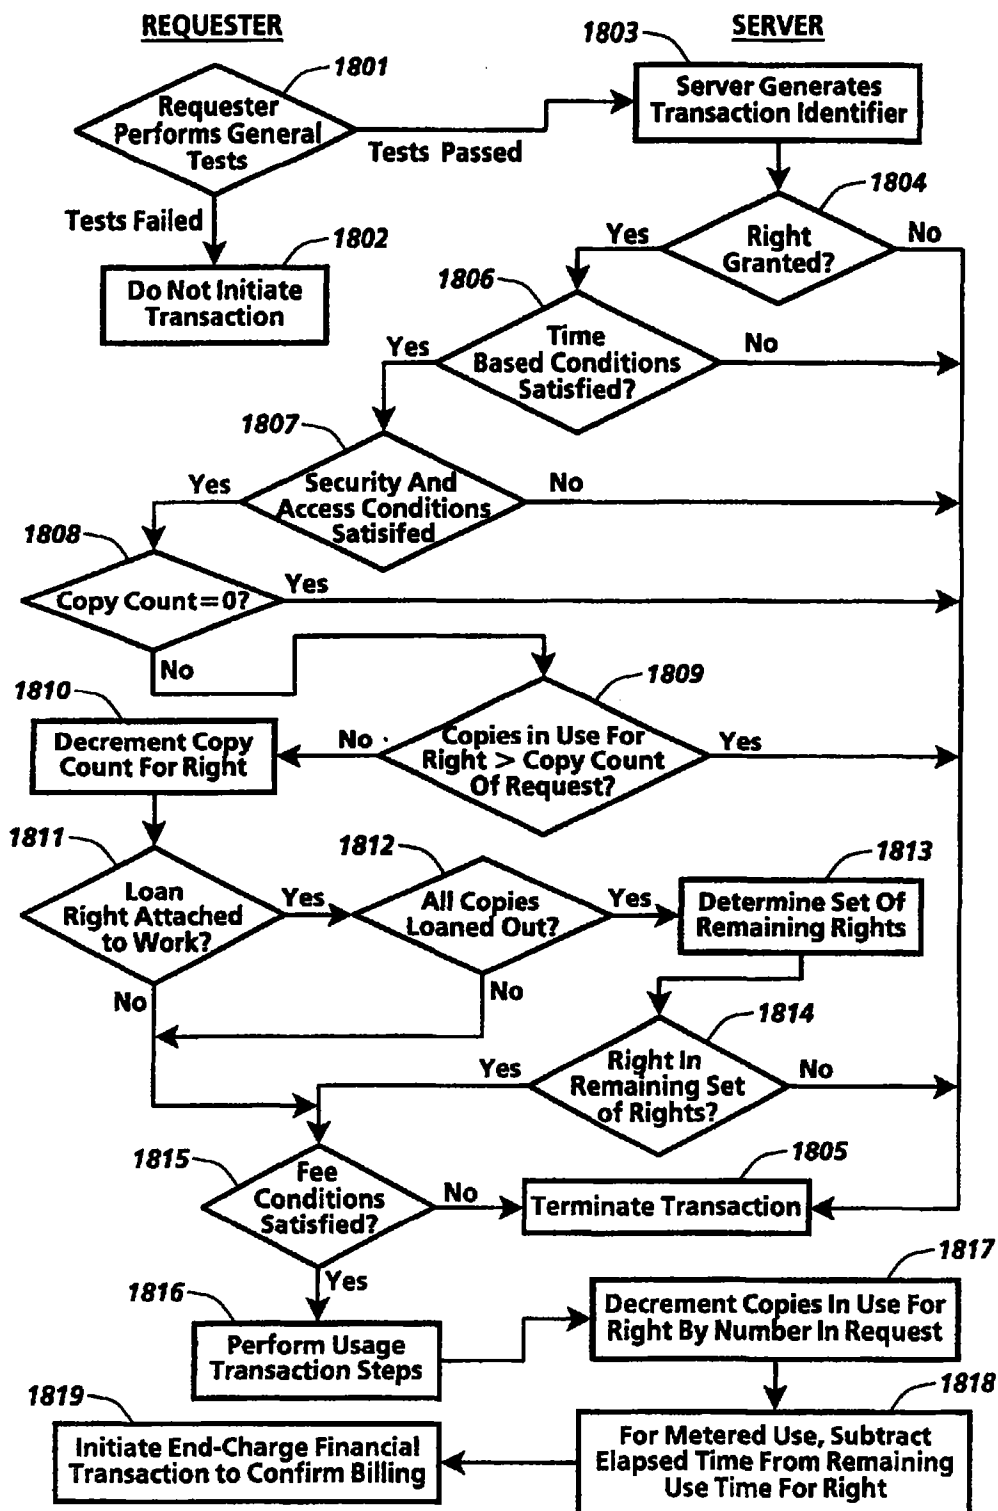 REQUESTER
SERVER
1801
1803
Requester
Performs General
Tests
Server Generates
Transaction Identifier
Tests Passed
Tests Failed
1802
1804
Do Not Initiate
Transaction
Yes
Right
Granted?
No
1806
Time
Based Conditions
Satisfied?
Yes
No
1807
Security And
Access Conditions
Satisifed
Yes
No
1808
Copy Count=0?
Yes
No
1809
1810
Decrement Copy
Count For Right
No
Copies in Use For
Right > Copy Count
Of Request?
Yes
1811
Loan
Right Attached
to Work?
Yes
No
1812
All Copies
Loaned Out?
Yes
No
1813
Determine Set Of
Remaining Rights
1814
Right In
Remaining Set
of Rights?
Yes
No
1815
Fee
Conditions
Satisfied?
No
Yes
1805
Terminate Transaction
1816
Perform Usage
Transaction Steps
1817
Decrement Copies In Use For
Right By Number In Request
1818
For Metered Use, Subtract
Elapsed Time From Remaining
Use Time For Right
1819
Initiate End-Charge Financial
Transaction to Confirm Billing